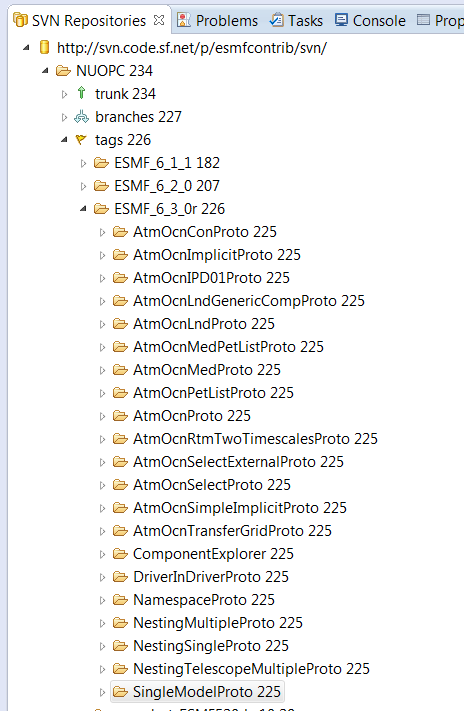 SVN Repositories Problems Tasks Console Prop
http://svn.code.sf.net/p/esmfcontrib/svn/
NUOPC 234
trunk 234
branches 227
tags 226
ESMF_6_1_1 182
ESMF_6_2_0 207
ESMF_6_3_0r 226
AtmOcnConProto 225
AtmOcnImplicitProto 225
AtmOcnIPD01Proto 225
AtmOcnLndGenericCompProto 225
AtmOcnLndProto 225
AtmOcnMedPetListProto 225
AtmOcnMedProto 225
AtmOcnPetListProto 225
AtmOcnProto 225
AtmOcnRtmTwoTimescalesProto 225
AtmOcnSelectExternalProto 225
AtmOcnSelectProto 225
AtmOcnSimpleImplicitProto 225
AtmOcnTransferGridProto 225
ComponentExplorer 225
DriverInDriverProto 225
NamespaceProto 225
NestingMultipleProto 225
NestingSingleProto 225
NestingTelescopeMultipleProto 225
SingleModelProto 225